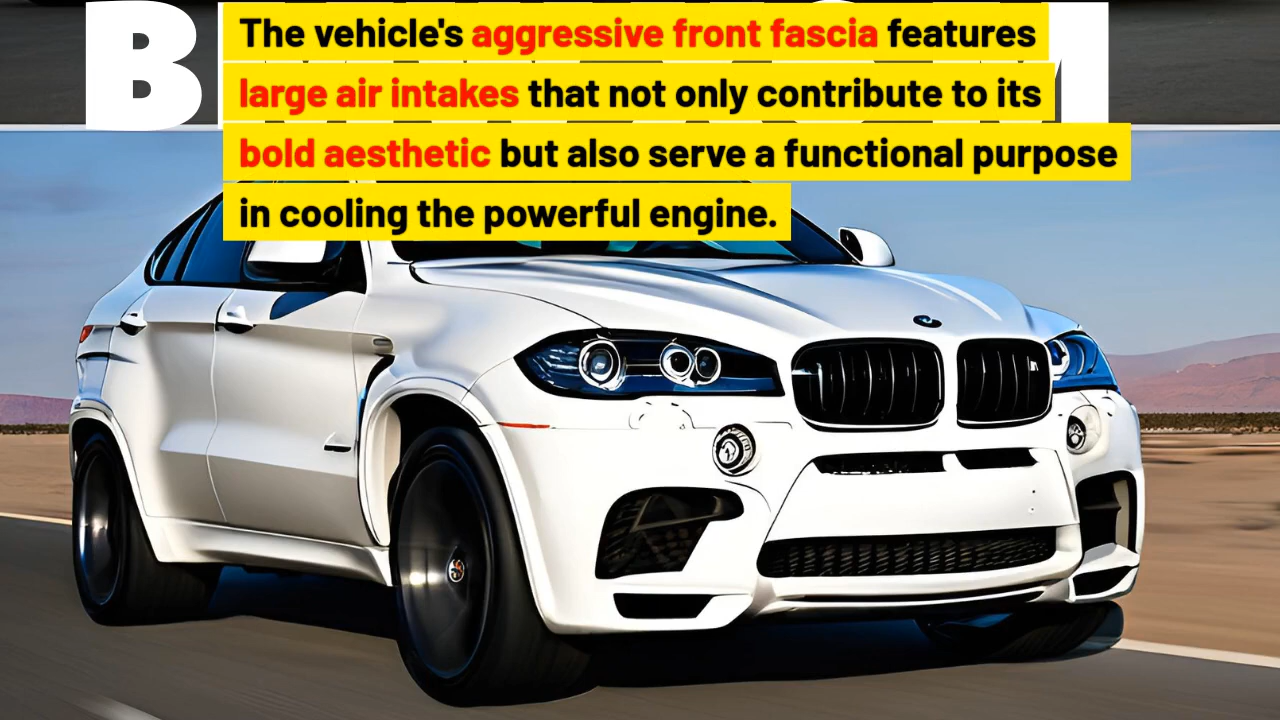 The vehicle's aggressive front fascia features
large air intakes that not only contribute to its
bold aesthetic but also serve a functional purpose
in cooling the powerful engine.